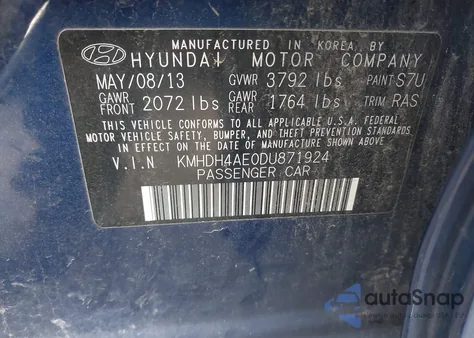 MANUFACTURED IN KOREA BY
HYUNDAI MOTOR COMPANY
MAY/08/13 GVWR 3792 lbs PAINT S7U
GAWR FRONT 2072 lbs GAWR REAR 1764 lbs TRIM RAS
THIS VEHICLE CONFORMS TO ALL APPLICABLE U.S.A. FEDERAL
MOTOR VEHICLE SAFETY, BUMPER, AND THEFT PREVENTION STANDARDS
IN EFFECT ON THE DATE OF MANUFACTURE SHOWN ABOVE.
V.I.N KMHDH4AE0DU871924
PASSENGER CAR
autoSnap